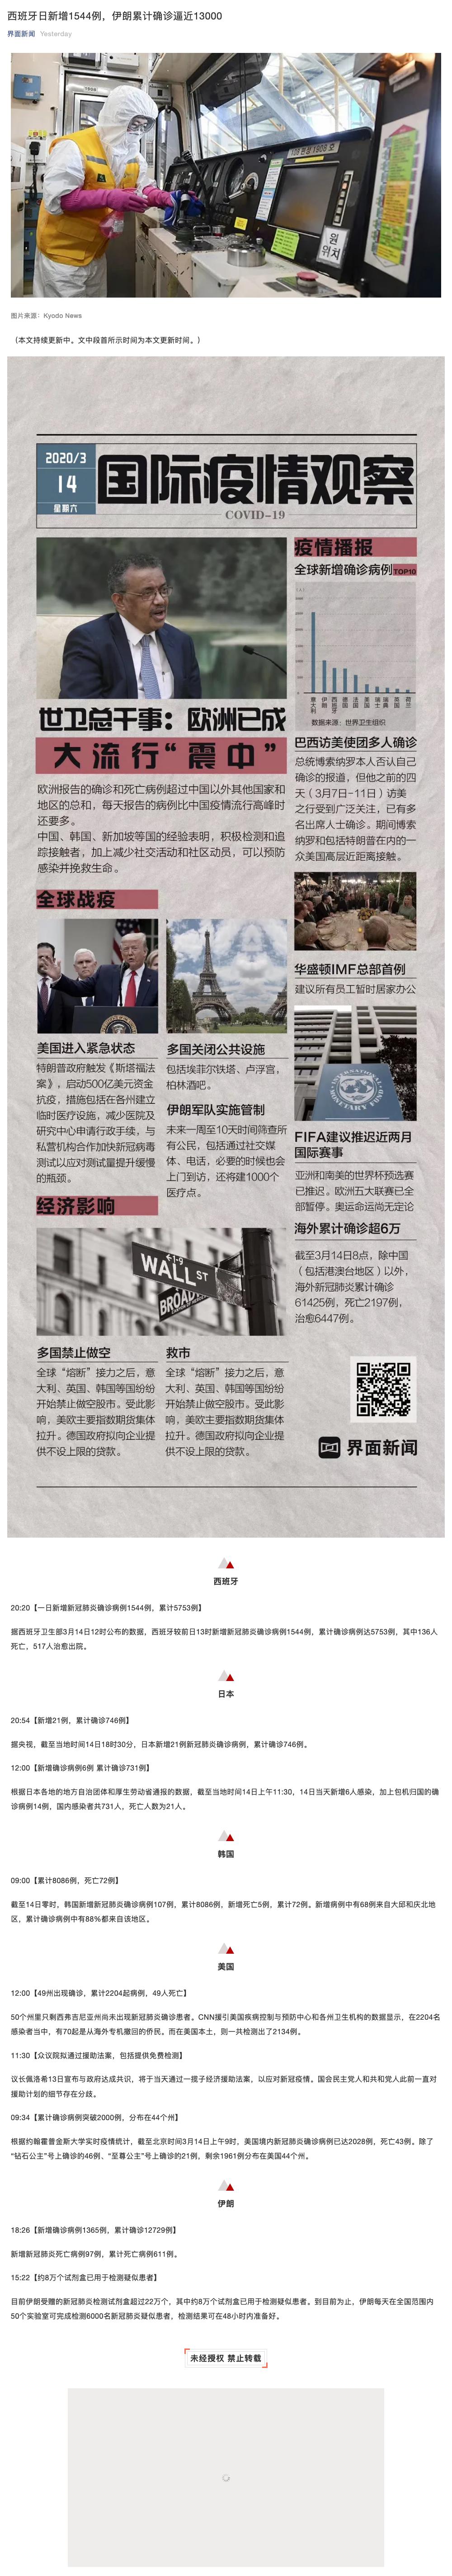 西班牙日新增1544例，伊朗累计确诊逼近13000
界面新闻 Yesterday
원
위치
图片来源：Kyodo News
（本文持续更新中。文中段首所示时间为本文更新时间。）
2020/3
14
星期六
国际疫情观察
COVID-19
世卫总干事：欧洲已成
大流行“震中”
欧洲报告的确诊和死亡病例超过中国以外其他国家和
地区的总和，每天报告的病例比中国疫情流行高峰时
还要多。
中国、韩国、新加坡等国的经验表明，积极检测和追
踪接触者，加上减少社交活动和社区动员，可以预防
感染并挽救生命。
疫情播报
全球新增确诊病例TOP10
意大利
伊朗
西班牙
德国
法国
美国
瑞士
瑞典
英国
荷兰
数据来源：世界卫生组织
巴西访美使团多人确诊
总统博索纳罗本人否认自己
确诊的报道，但他之前的四
天（3月7日-11日）访美
之行受到广泛关注，已有多
名出席人士确诊。期间博索
纳罗和包括特朗普在内的一
众美国高层近距离接触。
华盛顿IMF总部首例
建议所有员工暂时居家办公
INTERNATIONAL
MONETARY FUND
FIFA建议推迟近两月
国际赛事
亚洲和南美的世界杯预选赛
已推迟。欧洲五大联赛已全
部暂停。奥运命运尚无定论
海外累计确诊超6万
截至3月14日8点，除中国
（包括港澳台地区）以外，
海外新冠肺炎累计确诊
61425例，死亡2197例，
治愈6447例。
全球战疫
美国进入紧急状态
特朗普政府触发《斯塔福法
案》，启动500亿美元资金
抗疫，措施包括在各州建立
临时医疗设施，减少医院及
研究中心申请行政手续，与
私营机构合作加快新冠病毒
测试以应对测试量提升缓慢
的瓶颈。
多国关闭公共设施
包括埃菲尔铁塔、卢浮宫，
柏林酒吧。
伊朗军队实施管制
未来一周至10天时间筛查所
有公民，包括通过社交媒
体、电话，必要的时候也会
上门到访，还将建1000个
医疗点。
经济影响
←1-9
WALL ST
BROADWAY
多国禁止做空
全球“熔断”接力之后，意
大利、英国、韩国等国纷纷
开始禁止做空股市。受此影
响，美欧主要指数期货集体
拉升。德国政府拟向企业提
供不设上限的贷款。
救市
全球“熔断”接力之后，意
大利、英国、韩国等国纷纷
开始禁止做空股市。受此影
响，美欧主要指数期货集体
拉升。德国政府拟向企业提
供不设上限的贷款。
界面新闻
西班牙
20:20【一日新增新冠肺炎确诊病例1544例，累计5753例】
据西班牙卫生部3月14日12时公布的数据，西班牙较前日13时新增新冠肺炎确诊病例1544例，累计确诊病例达5753例，其中136人
死亡，517人治愈出院。
日本
20:54【新增21例，累计确诊746例】
据央视，截至当地时间14日18时30分，日本新增21例新冠肺炎确诊病例，累计确诊746例。
12:00【新增确诊病例6例 累计确诊731例】
根据日本各地的地方自治团体和厚生劳动省通报的数据，截至当地时间14日上午11:30，14日当天新增6人感染，加上包机归国的确
诊病例14例，国内感染者共731人，死亡人数为21人。
韩国
09:00【累计8086例，死亡72例】
截至14日零时，韩国新增新冠肺炎确诊病例107例，累计8086例，新增死亡5例，累计72例。新增病例中有68例来自大邱和庆北地
区，累计确诊病例中有88%都来自该地区。
美国
12:00【49州出现确诊，累计2204起病例，49人死亡】
50个州里只剩西弗吉尼亚州尚未出现新冠肺炎确诊患者。CNN援引美国疾病控制与预防中心和各州卫生机构的数据显示，在2204名
感染者当中，有70起是从海外专机撤回的侨民。而在美国本土，则一共检测出了2134例。
11:30【众议院拟通过援助法案，包括提供免费检测】
议长佩洛希13日宣布与政府达成共识，将于当天通过一揽子经济援助法案，以应对新冠疫情。国会民主党人和共和党人此前一直对
援助计划的细节存在分歧。
09:34【累计确诊病例突破2000例，分布在44个州】
根据约翰霍普金斯大学实时疫情统计，截至北京时间3月14日上午9时，美国境内新冠肺炎确诊病例已达2028例，死亡43例。除了
“钻石公主”号上确诊的46例、“至尊公主”号上确诊的21例，剩余1961例分布在美国44个州。
伊朗
18:26【新增确诊病例1365例，累计确诊12729例】
新增新冠肺炎死亡病例97例，累计死亡病例611例。
15:22【约8万个试剂盒已用于检测疑似患者】
目前伊朗受赠的新冠肺炎检测试剂盒超过22万个，其中约8万个试剂盒已用于检测疑似患者。到目前为止，伊朗每天在全国范围内
50个实验室可完成检测6000名新冠肺炎疑似患者，检测结果可在48小时内准备好。
未经授权 禁止转载